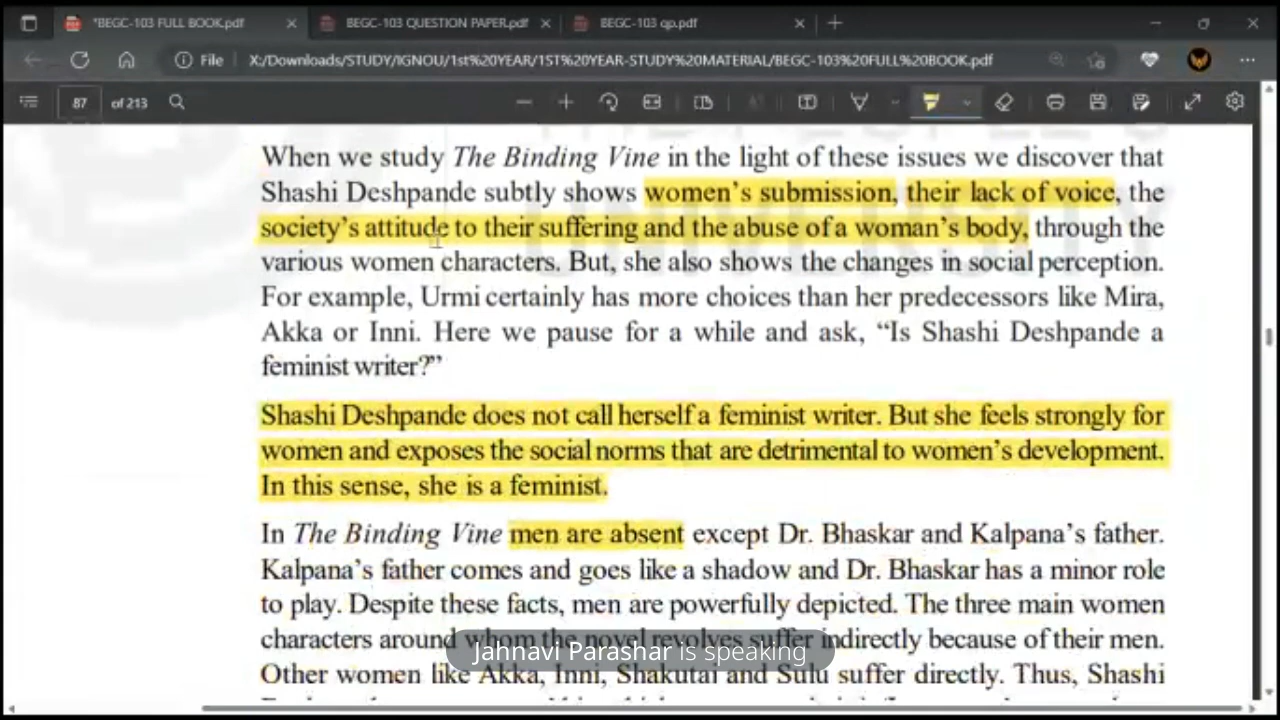 *BEGC-103 FULL BOOK.pdf
BEGC-103 QUESTION PAPER.pdf
BEGC-103 qp.pdf
File
X:/Downloads/STUDY/IGNOU/1st%20YEAR/1ST%20YEAR-STUDY%20MATERIAL/BEGC-103%20FULL%20BOOK.pdf
87 of 213
When we study The Binding Vine in the light of these issues we discover that
Shashi Deshpande subtly shows women's submission, their lack of voice, the
society's attitude to their suffering and the abuse of a woman's body, through the
various women characters. But, she also shows the changes in social perception.
For example, Urmi certainly has more choices than her predecessors like Mira,
Akka or Inni. Here we pause for a while and ask, “Is Shashi Deshpande a
feminist writer?”
Shashi Deshpande does not call herself a feminist writer. But she feels strongly for
women and exposes the social norms that are detrimental to women's development.
In this sense, she is a feminist.
In The Binding Vine men are absent except Dr. Bhaskar and Kalpana's father.
Kalpana's father comes and goes like a shadow and Dr. Bhaskar has a minor role
to play. Despite these facts, men are powerfully depicted. The three main women
characters around whom the novel revolves suffer indirectly because of their men.
Jahnavi Parashar is speaking
Other women like Akka, Inni, Shakutai and Sulu suffer directly. Thus, Shashi